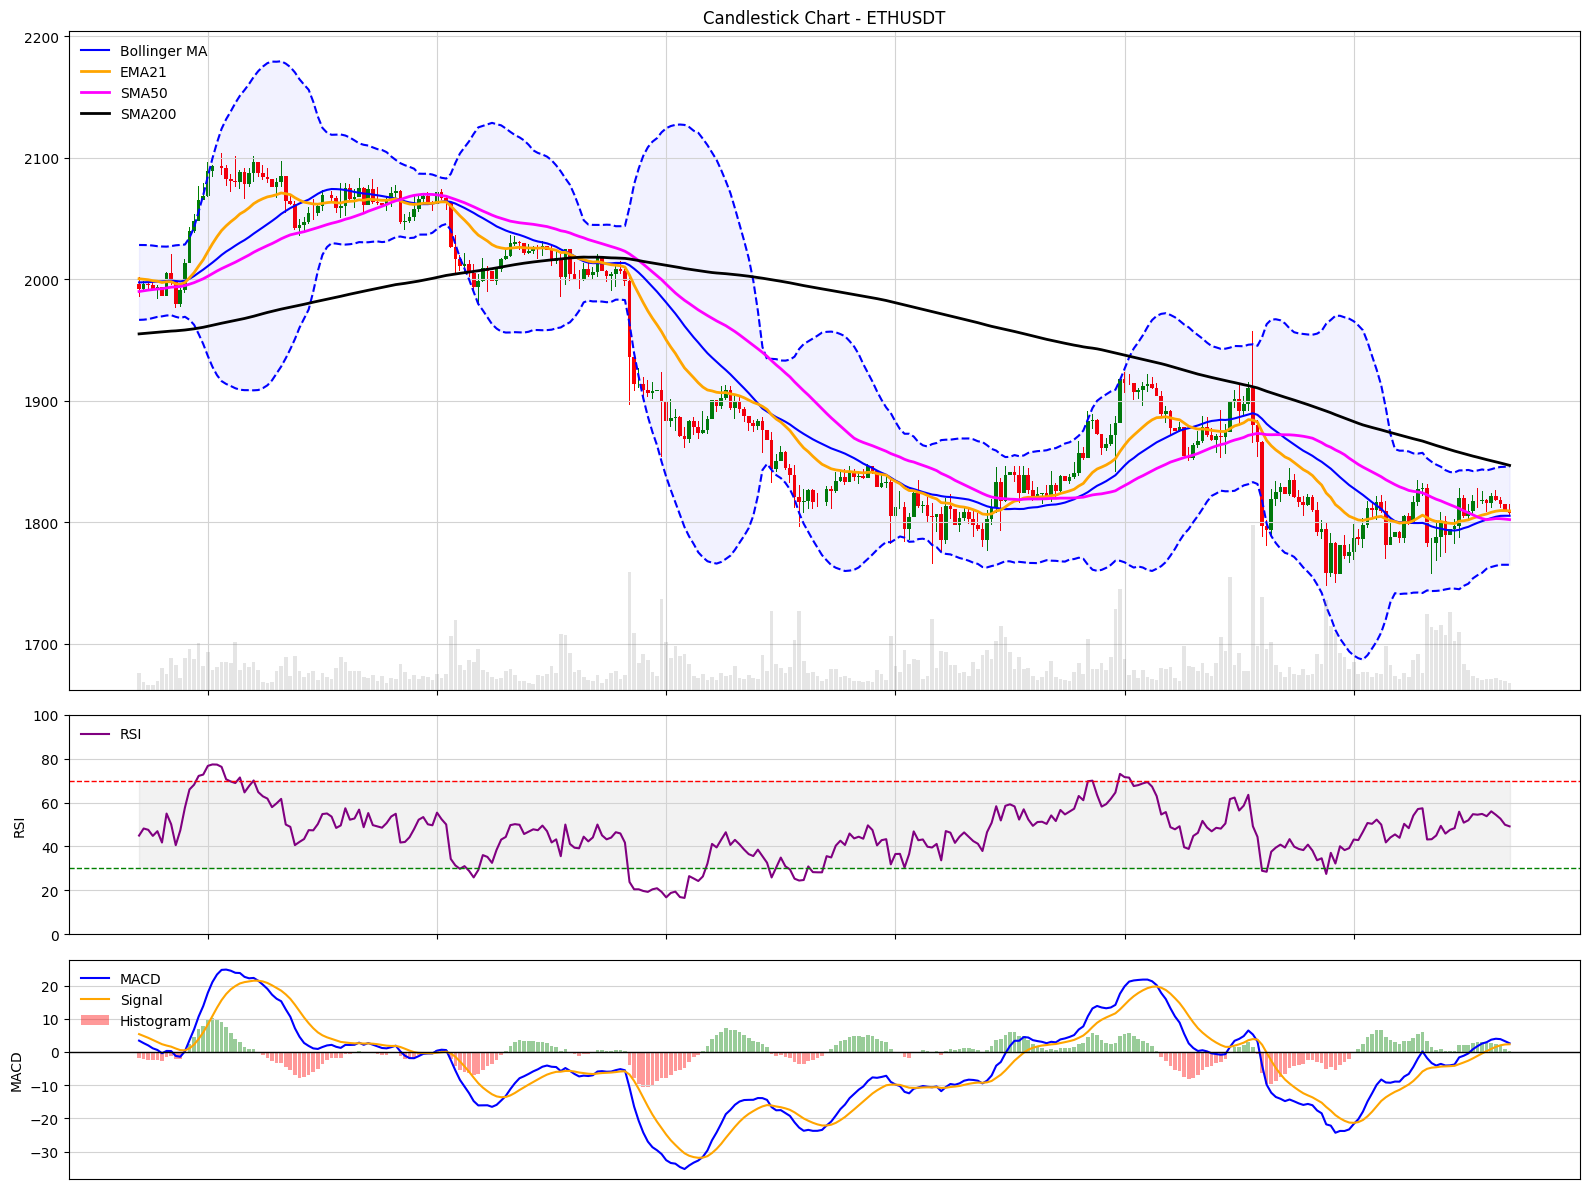 Candlestick Chart - ETHUSDT
2200
2100
2000
1900
1800
1700
Bollinger MA
EMA21
SMA50
SMA200
100
80
60
40
20
0
RSI
RSI
20
10
0
−10
−20
−30
MACD
MACD
Signal
Histogram